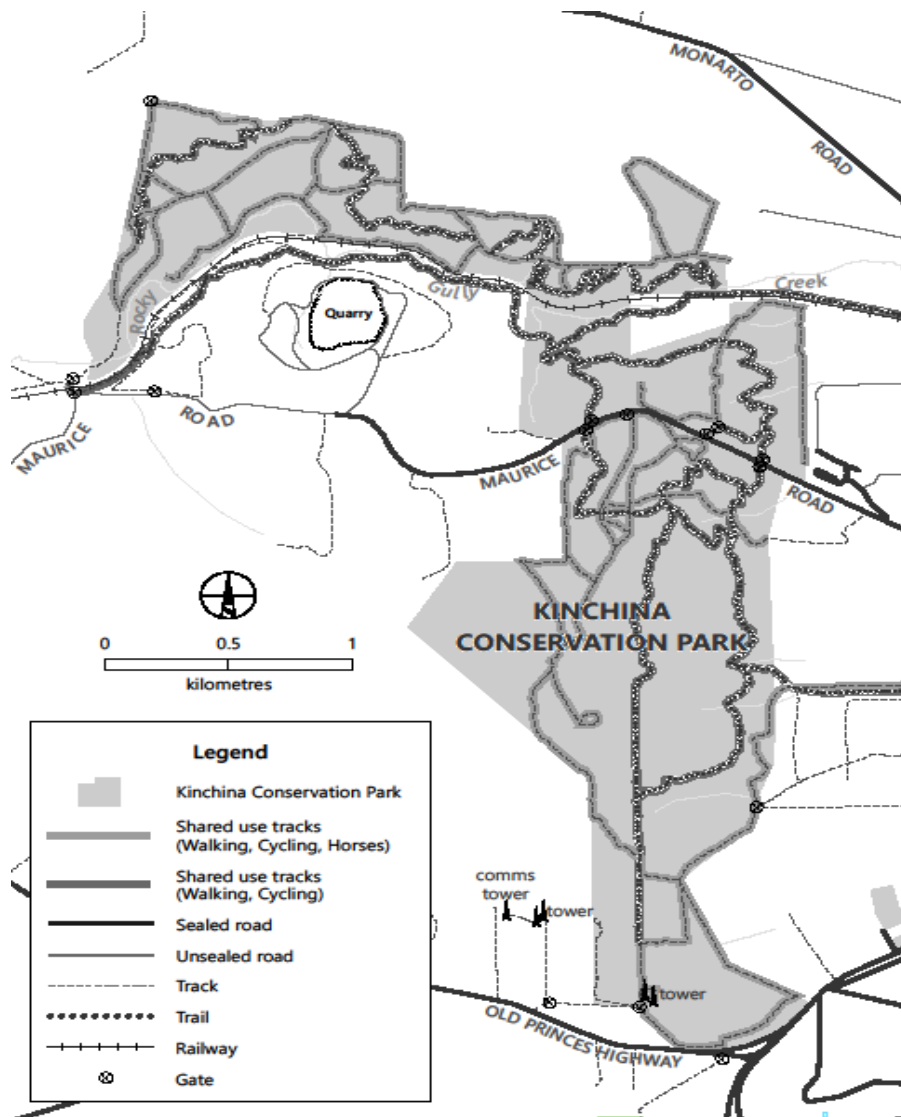 MONARTO
ROAD
Rocky
Gully
Creek
Quarry
MAURICE
ROAD
MAURICE
ROAD
KINCHINA
CONSERVATION PARK
0 0.5 1
kilometres
Legend
Kinchina Conservation Park
Shared use tracks
(Walking, Cycling, Horses)
Shared use tracks
(Walking, Cycling)
Sealed road
Unsealed road
Track
Trail
Railway
Gate
comms
tower
tower
tower
OLD PRINCES HIGHWAY